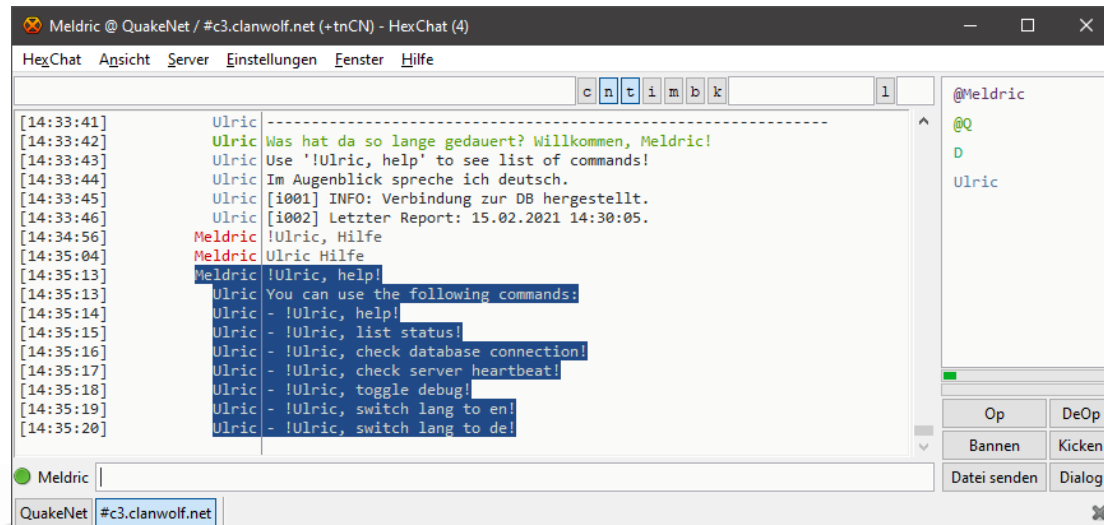 Meldric @ QuakeNet / #c3.clanwolf.net (+tnCN) - HexChat (4)
HexChat Ansicht Server Einstellungen Fenster Hilfe
c n t i m b k l
[14:33:41] Ulric -----------------------------------------------------------------
[14:33:42] Ulric Was hat da so lange gedauert? Willkommen, Meldric!
[14:33:43] Ulric Use '!Ulric, help' to see list of commands!
[14:33:44] Ulric Im Augenblick spreche ich deutsch.
[14:33:45] Ulric [i001] INFO: Verbindung zur DB hergestellt.
[14:33:46] Ulric [i002] Letzter Report: 15.02.2021 14:30:05.
[14:34:56] Meldric !Ulric, Hilfe
[14:35:04] Meldric Ulric Hilfe
[14:35:13] Meldric !Ulric, help!
[14:35:13] Ulric You can use the following commands:
[14:35:14] Ulric - !Ulric, help!
[14:35:15] Ulric - !Ulric, list status!
[14:35:16] Ulric - !Ulric, check database connection!
[14:35:17] Ulric - !Ulric, check server heartbeat!
[14:35:18] Ulric - !Ulric, toggle debug!
[14:35:19] Ulric - !Ulric, switch lang to en!
[14:35:20] Ulric - !Ulric, switch lang to de!
@Meldric
@Q
D
Ulric
Op DeOp
Bannen Kicken
Datei senden Dialog
Meldric
QuakeNet #c3.clanwolf.net